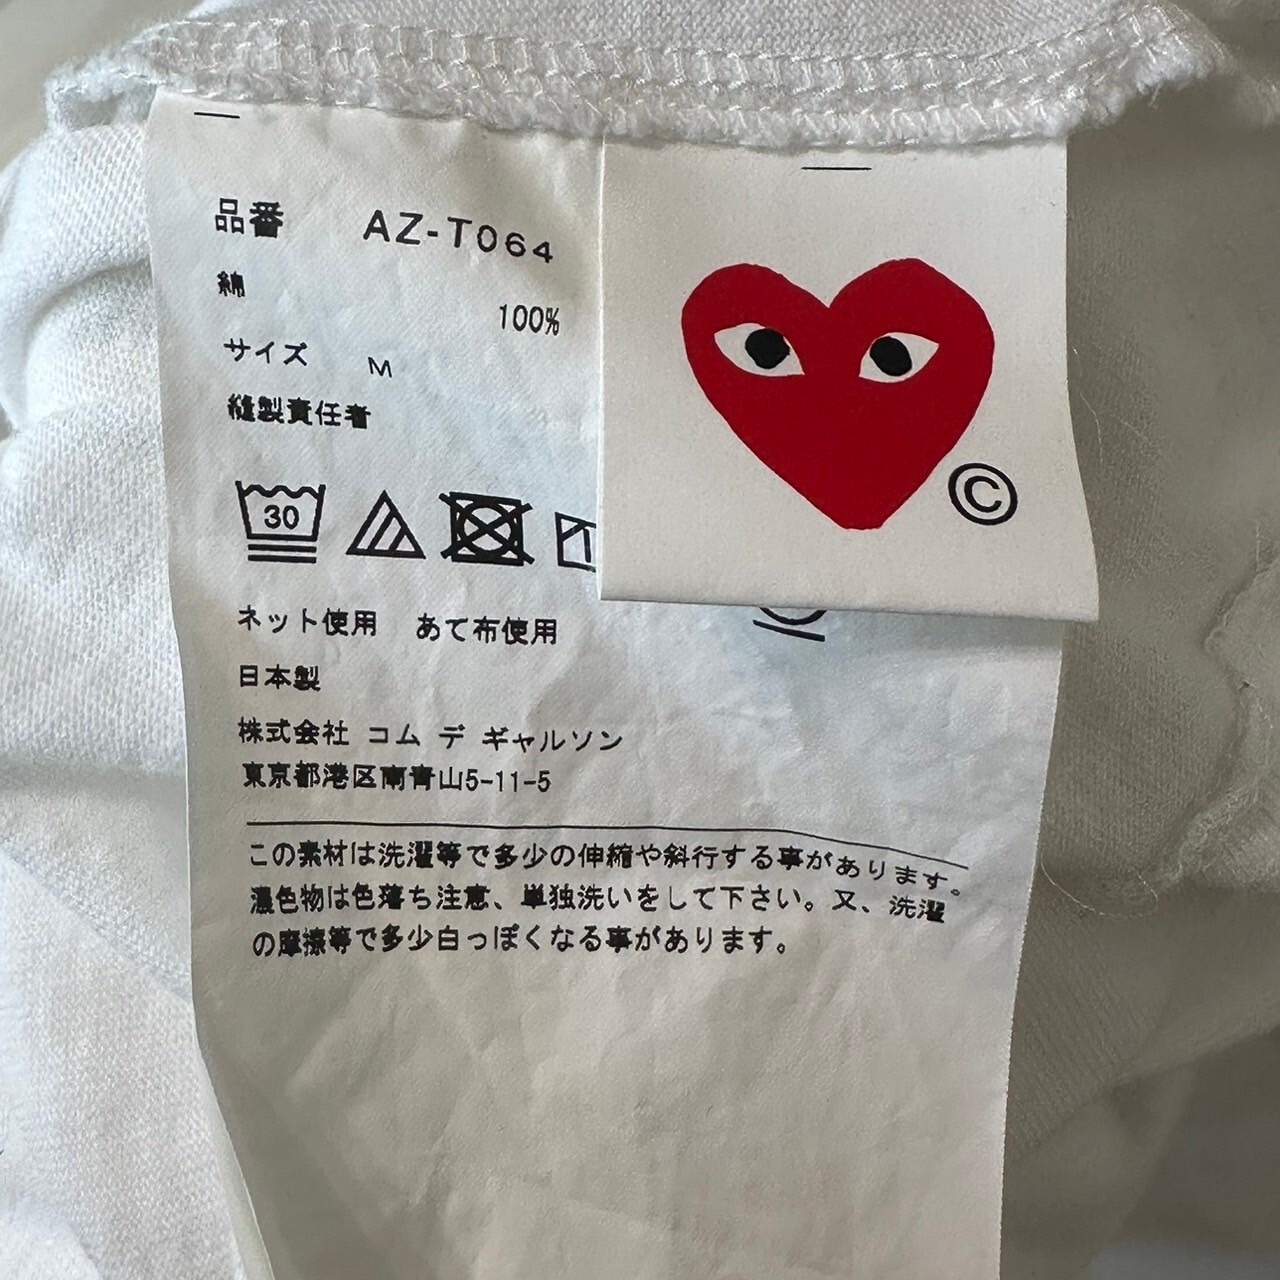 品番 AZ-T064
綿 100%
サイズ M
縫製責任者
30
ネット使用 あて布使用
日本製
株式会社 コム デ ギャルソン
東京都港区南青山5-11-5
この素材は洗濯等で多少の伸縮や斜行する事があります。
濃色物は色落ち注意、単独洗いをして下さい。又、洗濯
の摩擦等で多少白っぽくなる事があります。
©